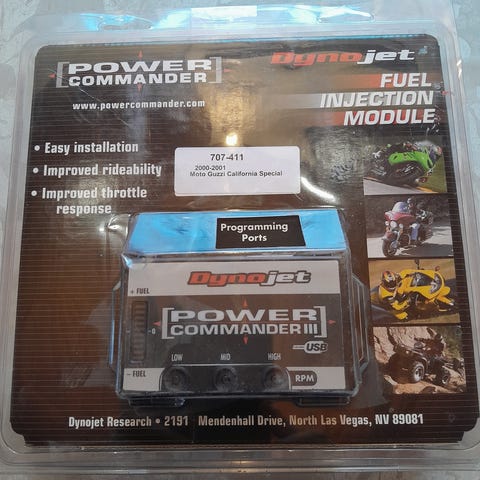 [POWER]
COMMANDER
www.powercommander.com
Dynojet
FUEL
INJECTION
MODULE
• Easy installation
• Improved rideability
• Improved throttle
response
707-411
2000-2001
Moto Guzzi California Special
Programming
Ports
Dynojet
+ FUEL
[POWER]
COMMANDER III
USB
0
LOW MID HIGH
− FUEL
RPM
Dynojet Research • 2191 Mendenhall Drive, North Las Vegas, NV 89081